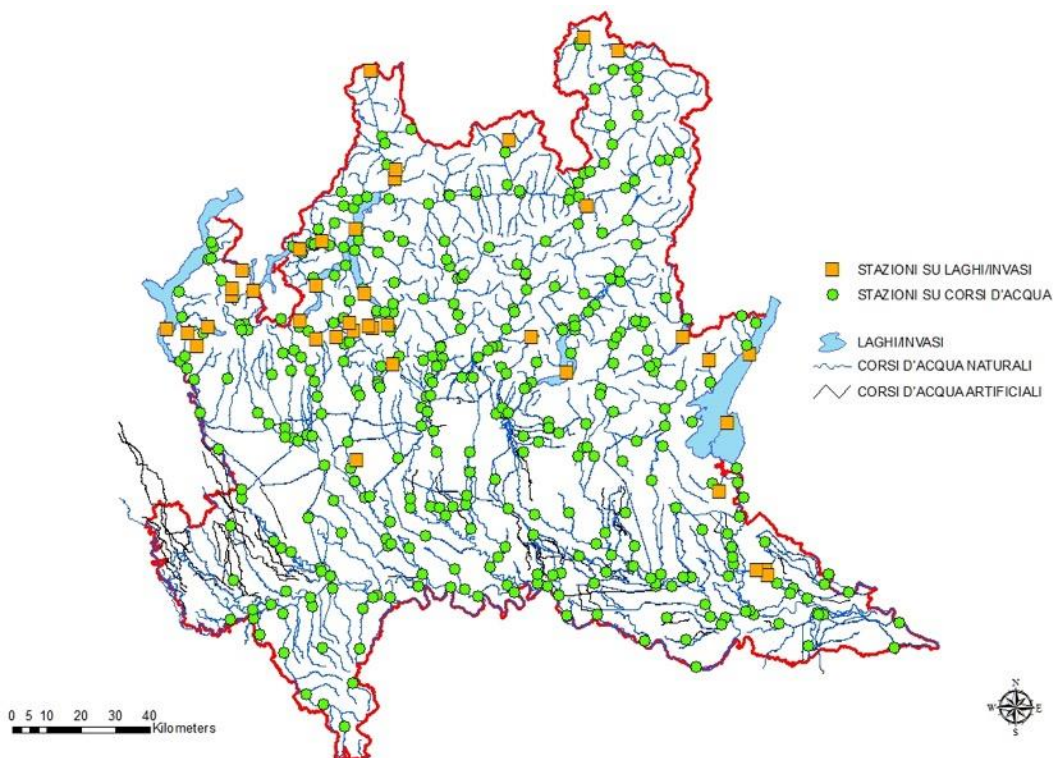 STAZIONI SU LAGHI/INVASI
STAZIONI SU CORSI D'ACQUA
LAGHI/INVASI
CORSI D'ACQUA NATURALI
CORSI D'ACQUA ARTIFICIALI
0 5 10 20 30 40
Kilometers
N
W E
S